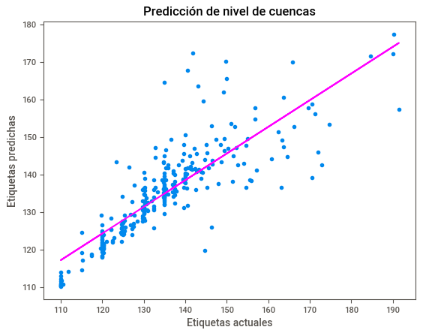 Predicción de nivel de cuencas
Etiquetas predichas
180
170
160
150
140
130
120
110
110 120 130 140 150 160 170 180 190
Etiquetas actuales